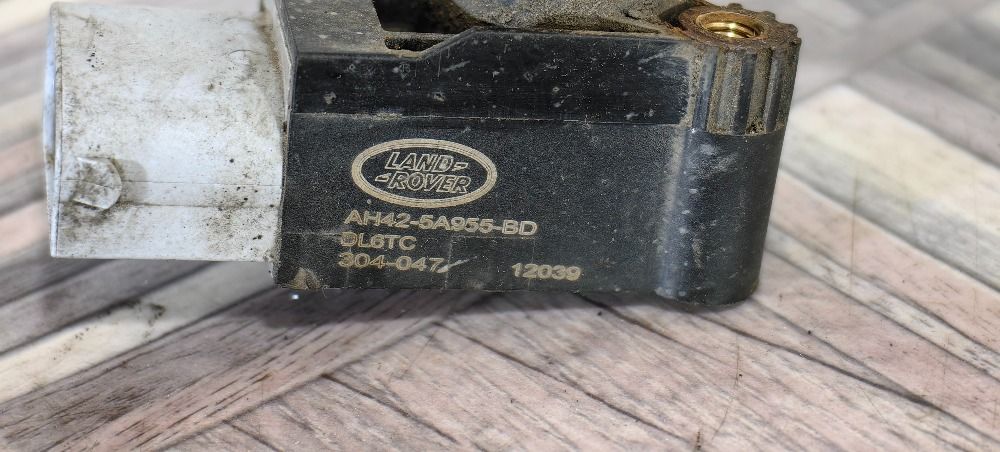 LAND-
-ROVER
AH42-5A955-BD
DL6TC
304-047
12039